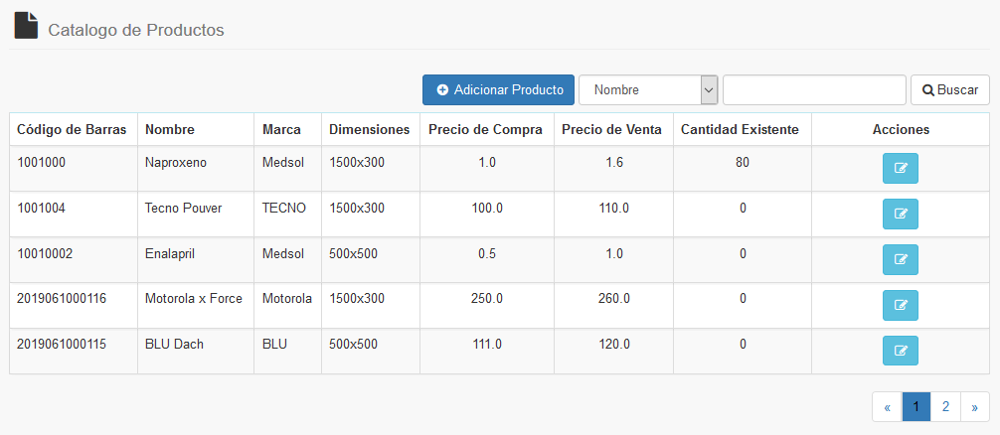 Catalogo de Productos
Adicionar Producto Nombre Buscar
Código de Barras Nombre Marca Dimensiones Precio de Compra Precio de Venta Cantidad Existente Acciones
1001000 Naproxeno Medsol 1500x300 1.0 1.6 80
1001004 Tecno Pouver TECNO 1500x300 100.0 110.0 0
10010002 Enalapril Medsol 500x500 0.5 1.0 0
2019061000116 Motorola x Force Motorola 1500x300 250.0 260.0 0
2019061000115 BLU Dach BLU 500x500 111.0 120.0 0
« 1 2 »